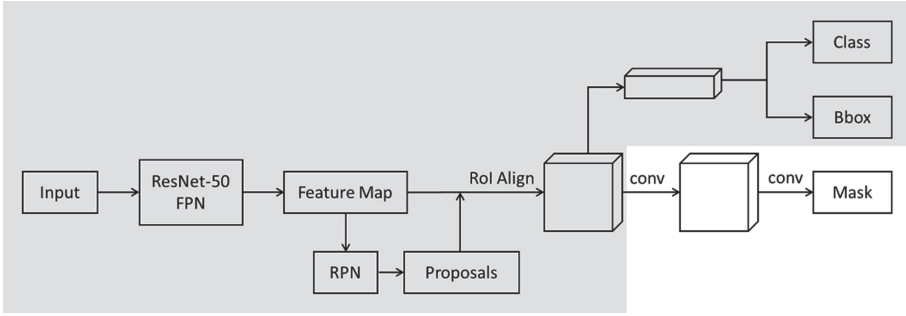 Class
Bbox
Input
ResNet-50
FPN
Feature Map
RoI Align
conv
conv
Mask
RPN
Proposals